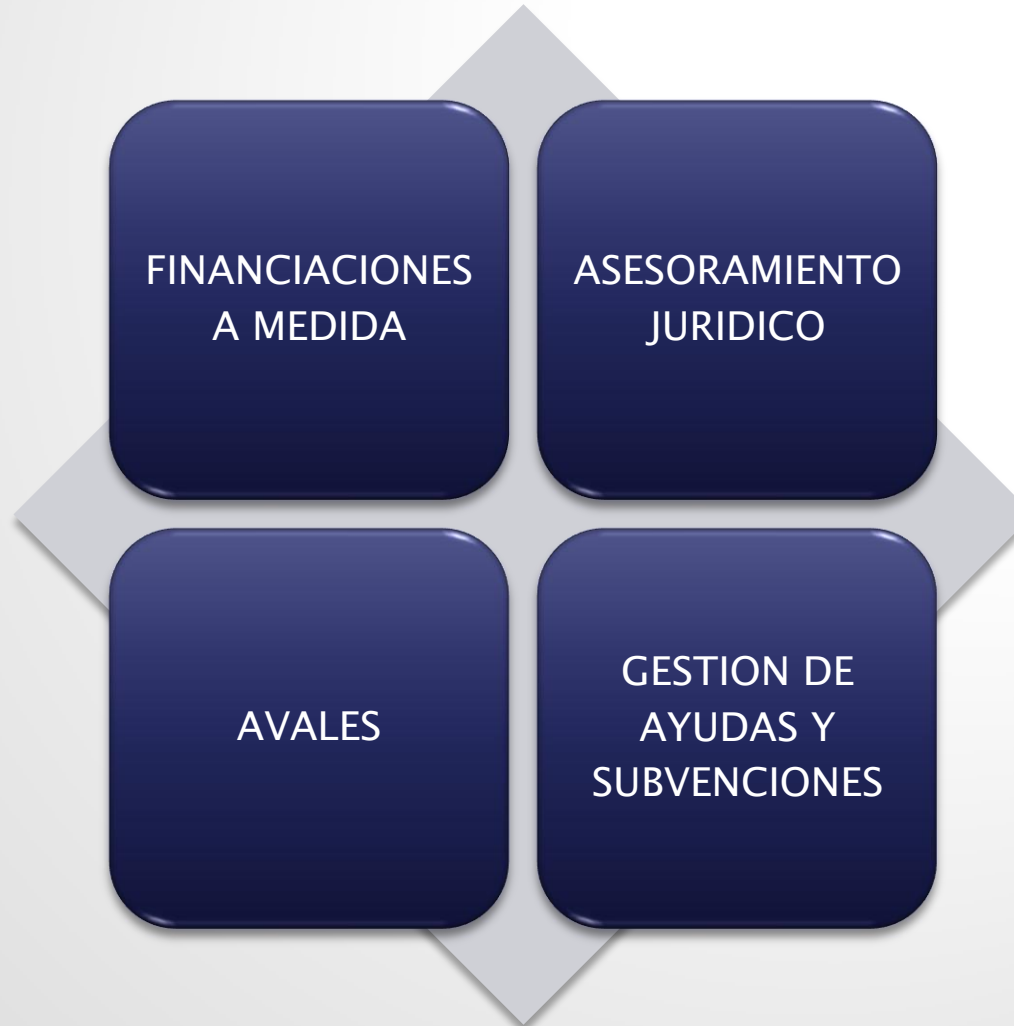 FINANCIACIONES
A MEDIDA
ASESORAMIENTO
JURIDICO
AVALES
GESTION DE
AYUDAS Y
SUBVENCIONES